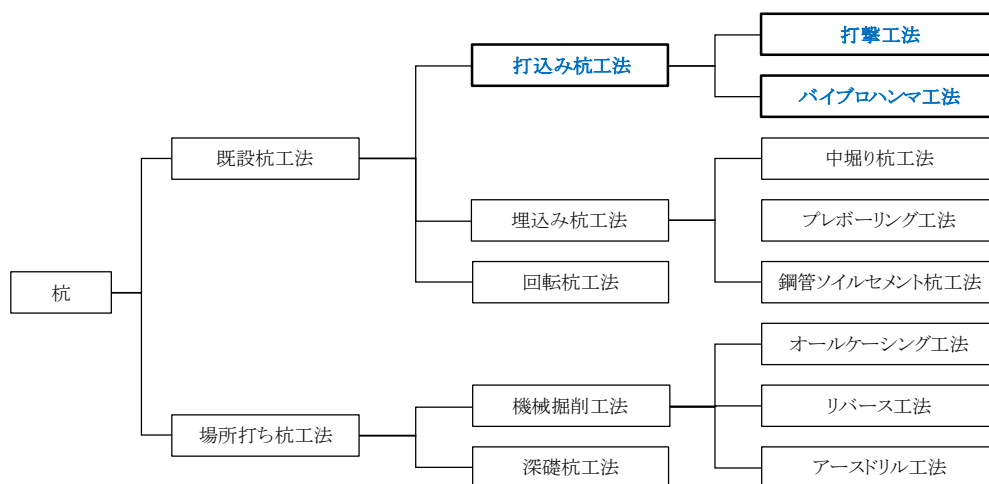 打撃工法
打込み杭工法
バイブロハンマ工法
既設杭工法
中堀り杭工法
埋込み杭工法
プレボーリング工法
回転杭工法
鋼管ソイルセメント杭工法
杭
オールケーシング工法
機械掘削工法
リバース工法
場所打ち杭工法
深礎杭工法
アースドリル工法